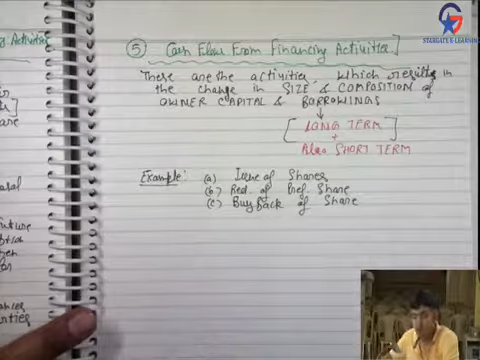 STARGATE E-LEARNING
⑤ Cash Flow From Financing Activities]
These are the activities, which results in
the change in SIZE & COMPOSITION of
OWNER CAPITAL & BORROWINGS
[LONG TERM]
+
Also SHORT TERM
Example: (a) Issue of Shares
(b) Red. of Pref. Share
(c) BuyBack of Share